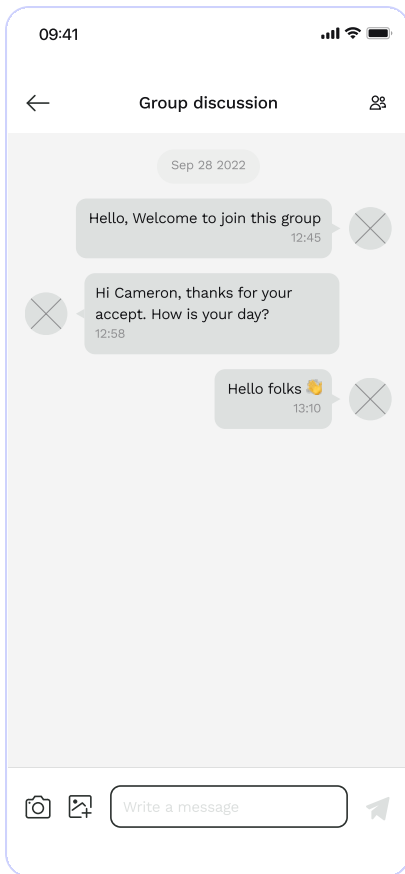 09:41
Group discussion
Sep 28 2022
Hello, Welcome to join this group
12:45
Hi Cameron, thanks for your
accept. How is your day?
12:58
Hello folks 👏
13:10
Write a message